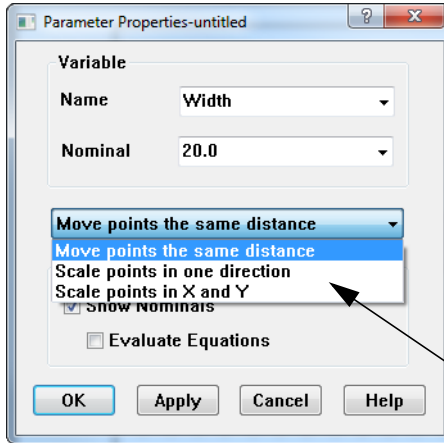 Parameter Properties-untitled
Variable
Name Width
Nominal 20.0
Move points the same distance
Move points the same distance
Scale points in one direction
Scale points in X and Y
Show Nominals
Evaluate Equations
OK Apply Cancel Help